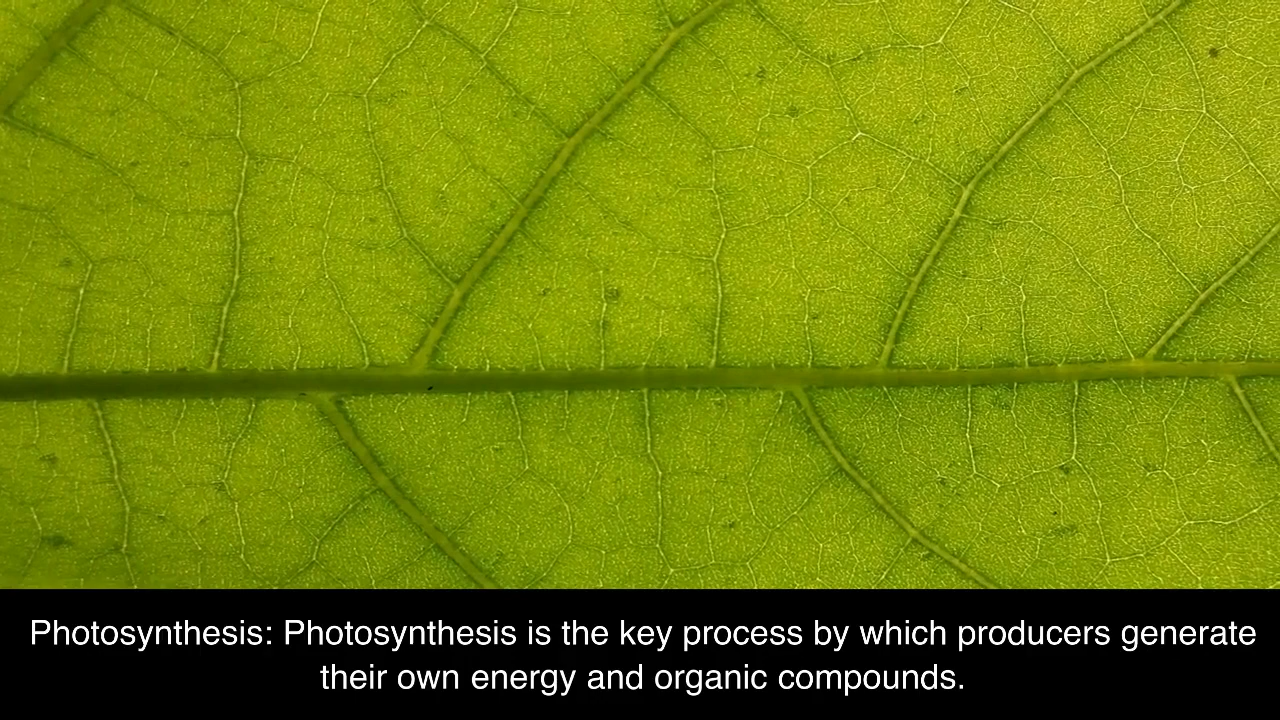 Photosynthesis: Photosynthesis is the key process by which producers generate
their own energy and organic compounds.